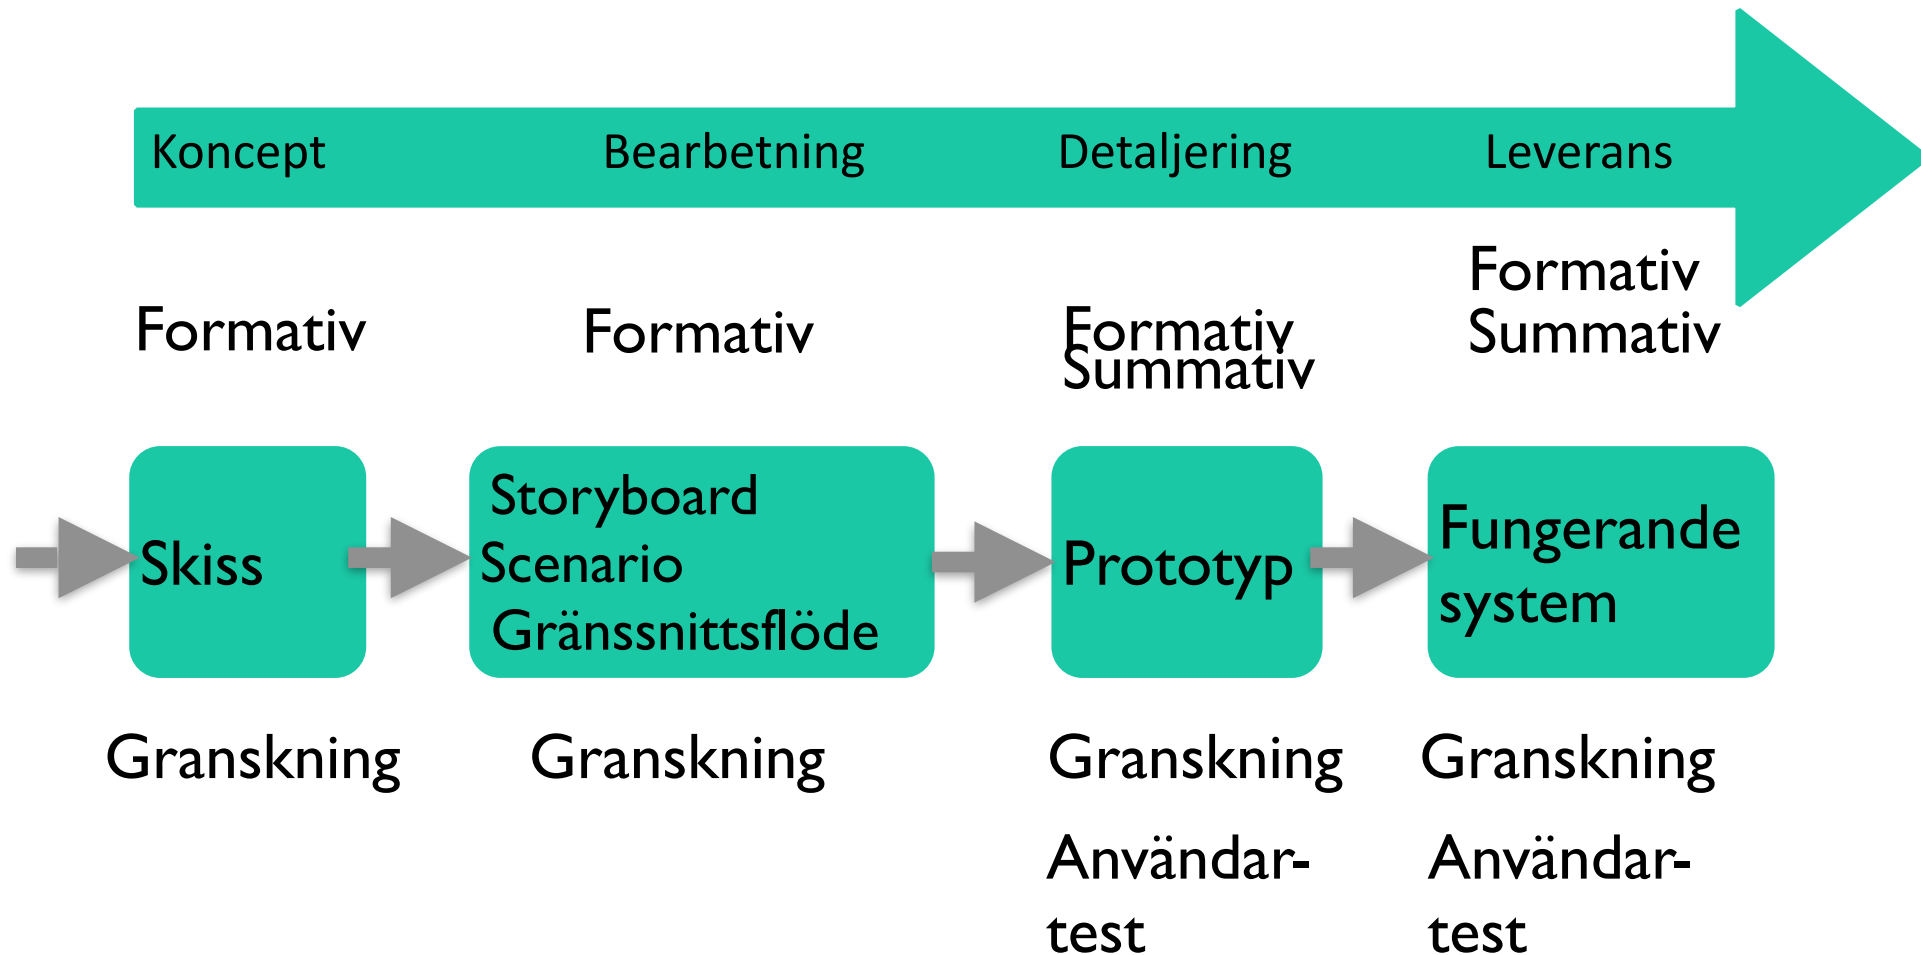 Koncept
Bearbetning
Detaljering
Leverans
Formativ
Formativ
Formativ
Summativ
Formativ
Summativ
Skiss
Storyboard
Scenario
Gränssnittsflöde
Prototyp
Fungerande
system
Granskning
Granskning
Granskning
Granskning
Användar-
test
Användar-
test